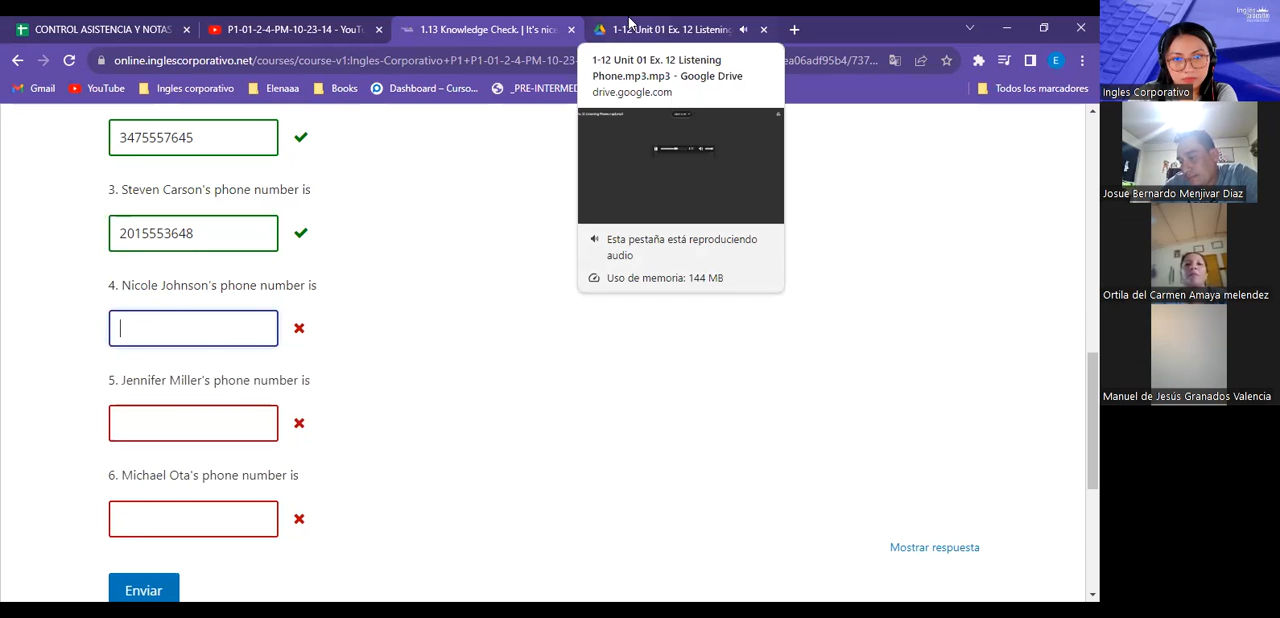 CONTROL ASISTENCIA Y NOTAS
P1-01-2-4-PM-10-23-14 - YouT
1.13 Knowledge Check. | It's nice
1-12 Unit 01 Ex. 12 Listening
online.inglescorporativo.net/courses/course-v1:Ingles-Corporativo+P1+P1-01-2-4-PM-10-23
ea06adf95b4/737...
Gmail
YouTube
Ingles corporativo
Elenaaa
Books
Dashboard – Curso...
_PRE-INTERMED
Todos los marcadores
1-12 Unit 01 Ex. 12 Listening
Phone.mp3.mp3 - Google Drive
drive.google.com
Esta pestaña está reproduciendo
audio
Uso de memoria: 144 MB
3475557645
3. Steven Carson's phone number is
2015553648
4. Nicole Johnson's phone number is
5. Jennifer Miller's phone number is
6. Michael Ota's phone number is
Mostrar respuesta
Enviar
Ingles Corporativo
Josue Bernardo Menjivar Diaz
Ortila del Carmen Amaya melendez
Manuel de Jesús Granados Valencia